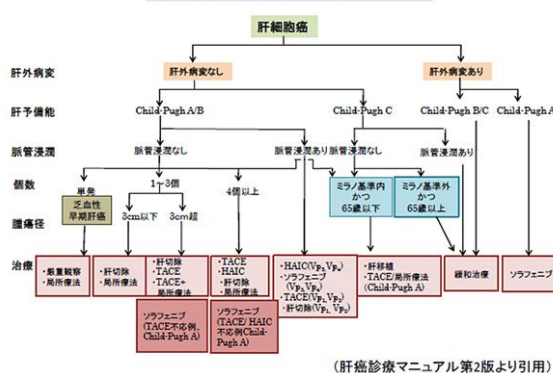 肝細胞癌
肝外病変
肝外病変なし
肝外病変あり
肝予備能
Child-Pugh A/B
Child-Pugh C
Child-Pugh B/C
Child-Pugh A
脈管浸潤
脈管浸潤なし
脈管浸潤あり
脈管浸潤なし
脈管浸潤あり
個数
単発
1~3個
4個以上
乏血性
早期肝癌
ミラノ基準内
かつ
65歳以下
ミラノ基準外
かつ
65歳以上
腫瘍径
3cm以下
3cm超
治療
・厳重観察
・局所療法
・肝切除
・局所療法
・肝切除
・TACE
・TACE+
局所療法
・TACE
・HAIC
・肝切除
・局所療法
・HAIC(Vp3,Vp4)
・ソラフェニブ
(Vp3,Vp4)
・TACE(Vp1,Vp2)
・肝切除(Vp1,Vp2)
・肝移植
・TACE/局所療法
(Child-Pugh A)
緩和治療
ソラフェニブ
ソラフェニブ
(TACE不応例、
Child-Pugh A)
ソラフェニブ
(TACE/ HAIC
不応例Child-
Pugh A)
(肝癌診療マニュアル第2版より引用)